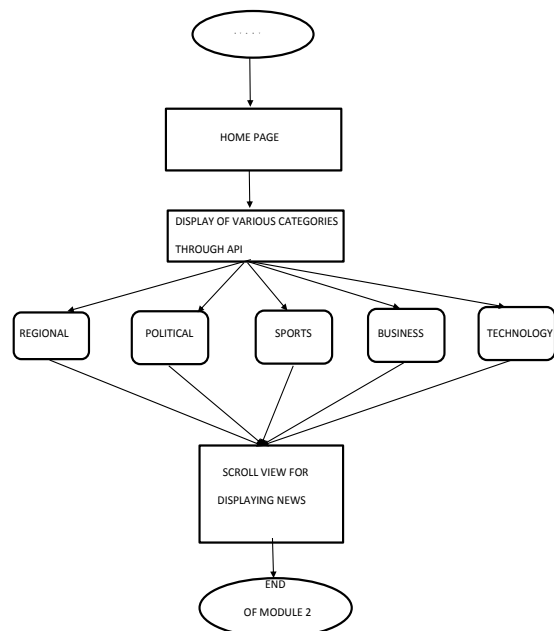 HOME PAGE
DISPLAY OF VARIOUS CATEGORIES
THROUGH API
REGIONAL
POLITICAL
SPORTS
BUSINESS
TECHNOLOGY
SCROLL VIEW FOR
DISPLAYING NEWS
END
OF MODULE 2